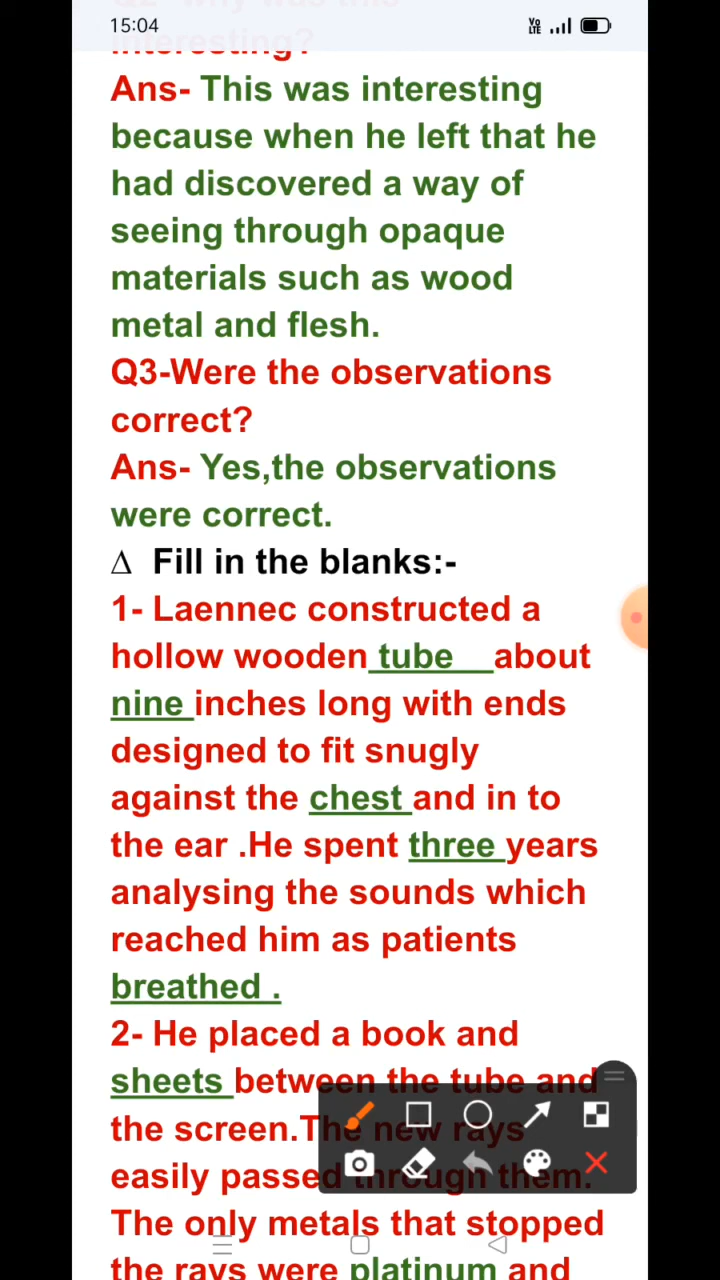 15:04
Vo LTE
interesting?
Ans- This was interesting
because when he left that he
had discovered a way of
seeing through opaque
materials such as wood
metal and flesh.
Q3-Were the observations
correct?
Ans- Yes,the observations
were correct.
∆ Fill in the blanks:-
1- Laennec constructed a
hollow wooden tube about
nine inches long with ends
designed to fit snugly
against the chest and in to
the ear .He spent three years
analysing the sounds which
reached him as patients
breathed .
2- He placed a book and
sheets between the tube and
the screen.The new rays
easily passed through them.
The only metals that stopped
the rays were platinum and